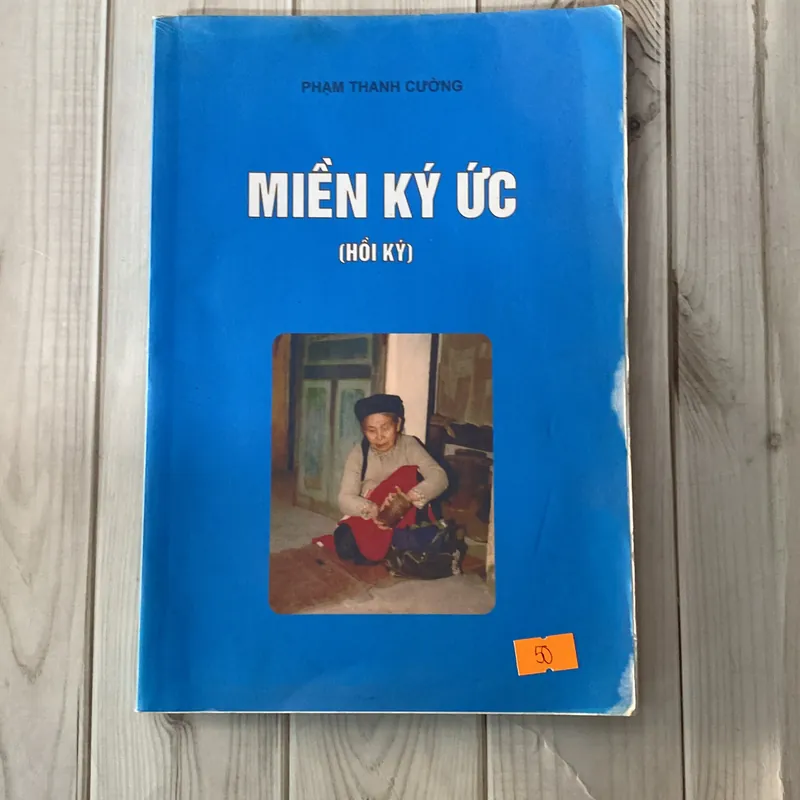 PHẠM THANH CƯỜNG
MIỀN KÝ ỨC
(HỒI KÝ)
50